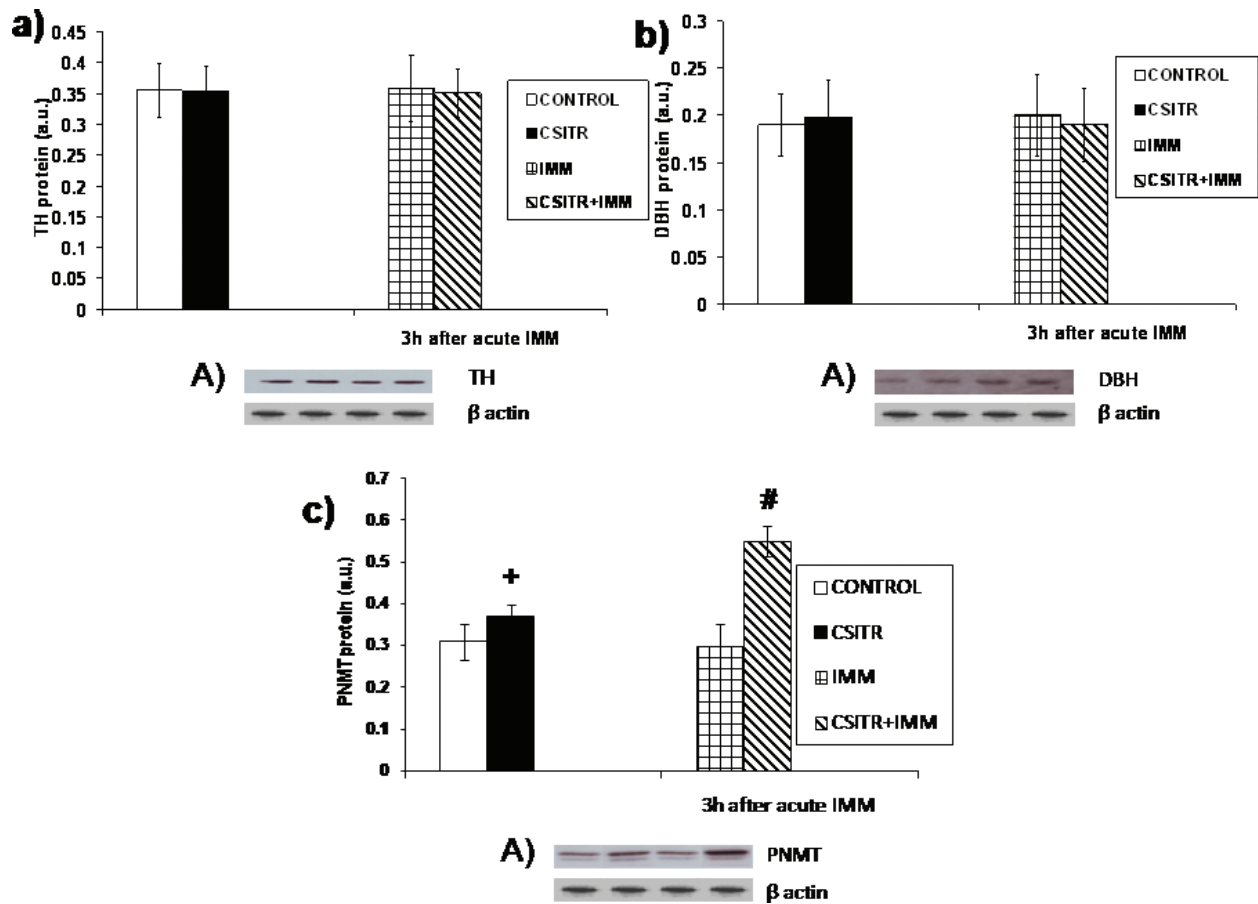 a)
TH protein (a.u.)
0.45
0.4
0.35
0.3
0.25
0.2
0.15
0.1
0.05
0
CONTROL
CSITR
IMM
CSITR+IMM
3h after acute IMM
A)
TH
β actin
b)
DBH protein (a.u.)
0.3
0.25
0.2
0.15
0.1
0.05
0
CONTROL
CSITR
IMM
CSITR+IMM
3h after acute IMM
A)
DBH
β actin
c)
PNMT protein (a.u.)
0.7
0.6
0.5
0.4
0.3
0.2
0.1
0
+
#
CONTROL
CSITR
IMM
CSITR+IMM
3h after acute IMM
A)
PNMT
β actin